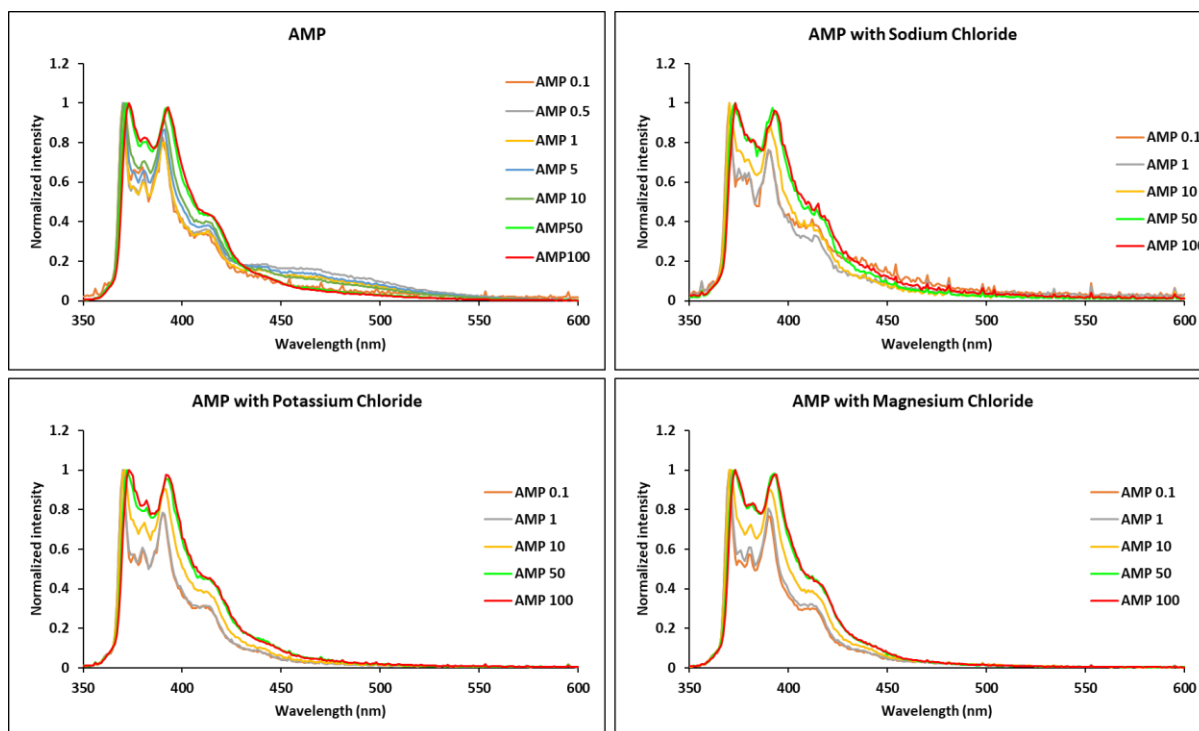 AMP
Normalized intensity
1.2
1
0.8
0.6
0.4
0.2
0
350 400 450 500 550 600
Wavelength (nm)
AMP 0.1
AMP 0.5
AMP 1
AMP 5
AMP 10
AMP50
AMP100
AMP with Sodium Chloride
Normalized intensity
1.2
1
0.8
0.6
0.4
0.2
0
350 400 450 500 550 600
Wavelength (nm)
AMP 0.1
AMP 1
AMP 10
AMP 50
AMP 100
AMP with Potassium Chloride
Normalized intensity
1.2
1
0.8
0.6
0.4
0.2
0
350 400 450 500 550 600
Wavelength (nm)
AMP 0.1
AMP 1
AMP 10
AMP 50
AMP 100
AMP with Magnesium Chloride
Normalized intensity
1.2
1
0.8
0.6
0.4
0.2
0
350 400 450 500 550 600
Wavelength (nm)
AMP 0.1
AMP 1
AMP 10
AMP 50
AMP 100